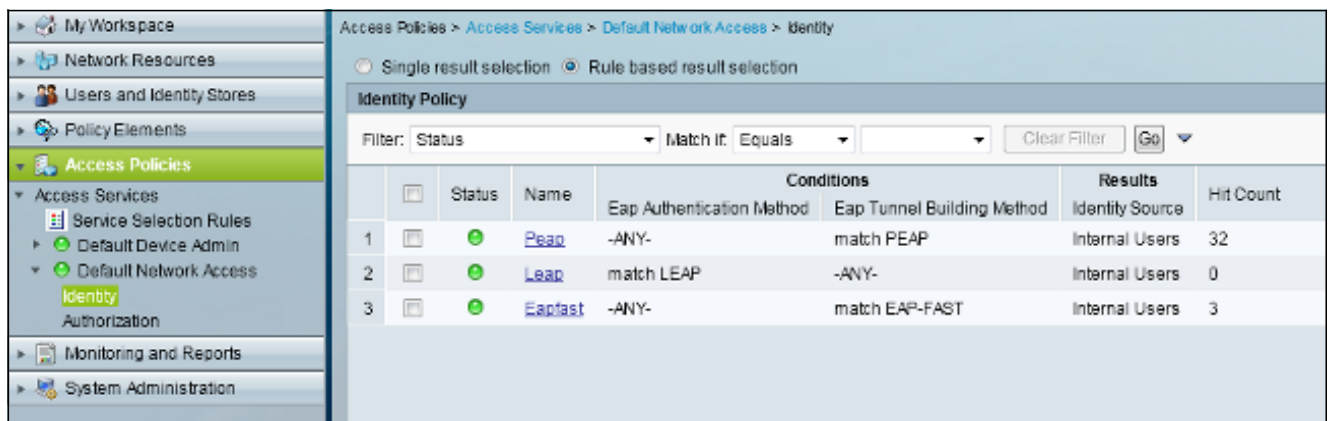 My Workspace
Network Resources
Users and Identity Stores
Policy Elements
Access Policies
Access Services
Service Selection Rules
Default Device Admin
Default Network Access
Identity
Authorization
Monitoring and Reports
System Administration
Access Policies > Access Services > Default Network Access > Identity
Single result selection Rule based result selection
Identity Policy
Filter: Status Match if: Equals Clear Filter Go
Status Name Conditions Results Hit Count
Eap Authentication Method Eap Tunnel Building Method Identity Source
1 Peap -ANY- match PEAP Internal Users 32
2 Leap match LEAP -ANY- Internal Users 0
3 Eapfast -ANY- match EAP-FAST Internal Users 3